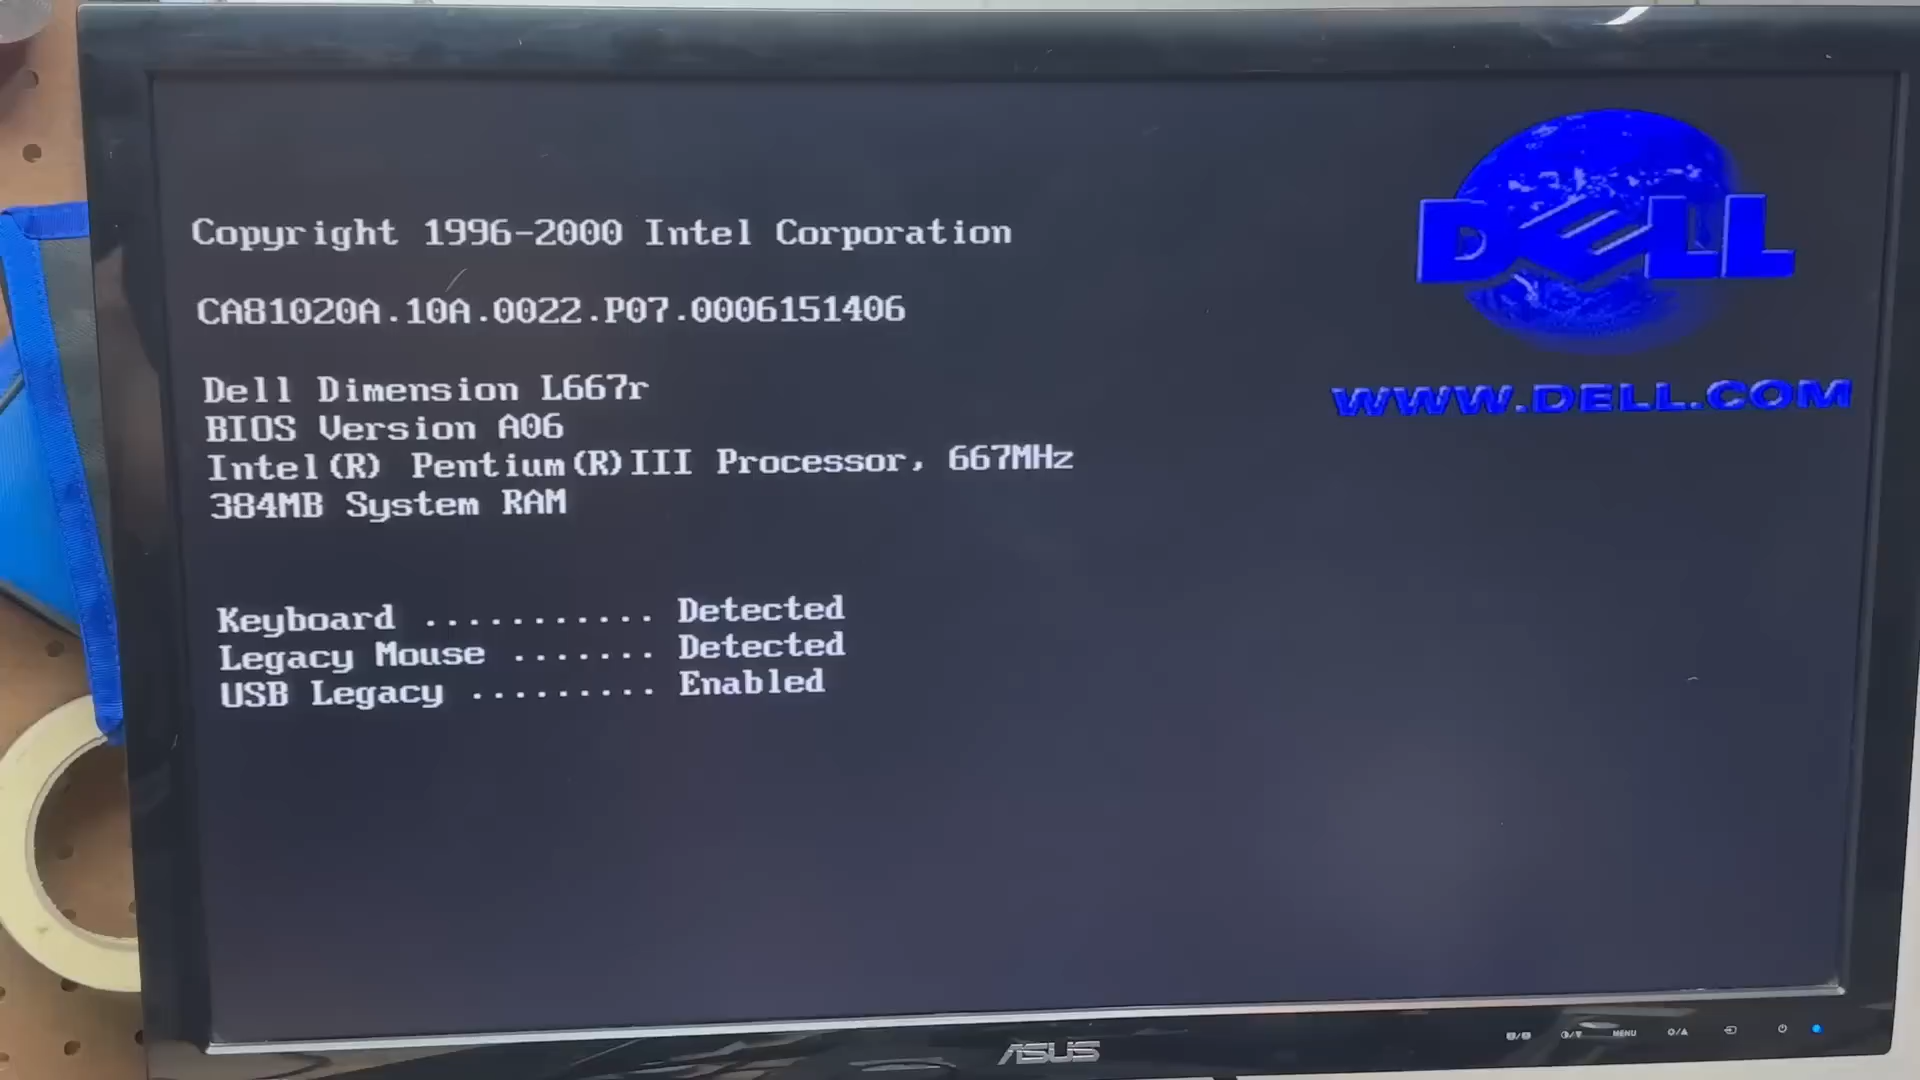 Copyright 1996-2000 Intel Corporation
CA81020A.10A.0022.P07.0006151406
Dell Dimension L667r
BIOS Version A06
Intel(R) Pentium(R)III Processor, 667MHz
384MB System RAM
Keyboard ........... Detected
Legacy Mouse ....... Detected
USB Legacy ......... Enabled
DELL
WWW.DELL.COM
ASUS
MENU